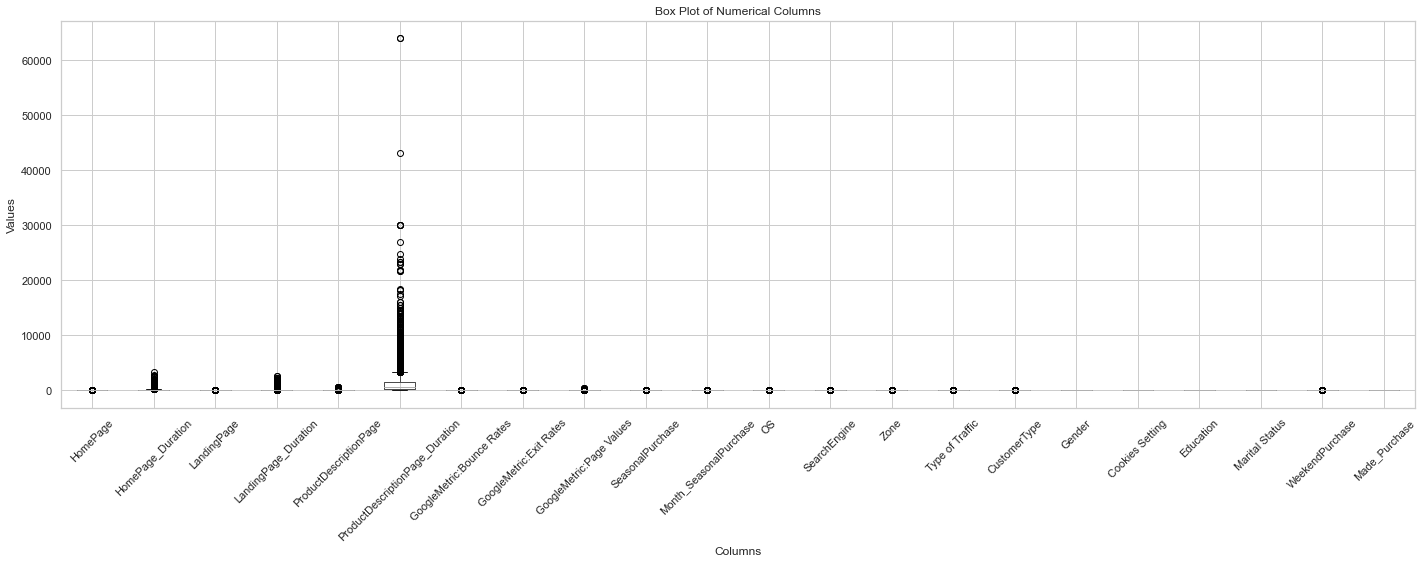 Box Plot of Numerical Columns
60000
50000
40000
30000
20000
10000
0
Values
HomePage
HomePage_Duration
LandingPage
LandingPage_Duration
ProductDescriptionPage
ProductDescriptionPage_Duration
GoogleMetric:Bounce Rates
GoogleMetric:Exit Rates
GoogleMetric:Page Values
SeasonalPurchase
Month_SeasonalPurchase
OS
SearchEngine
Zone
Type of Traffic
CustomerType
Gender
Cookies Setting
Education
Marital Status
WeekendPurchase
Made_Purchase
Columns